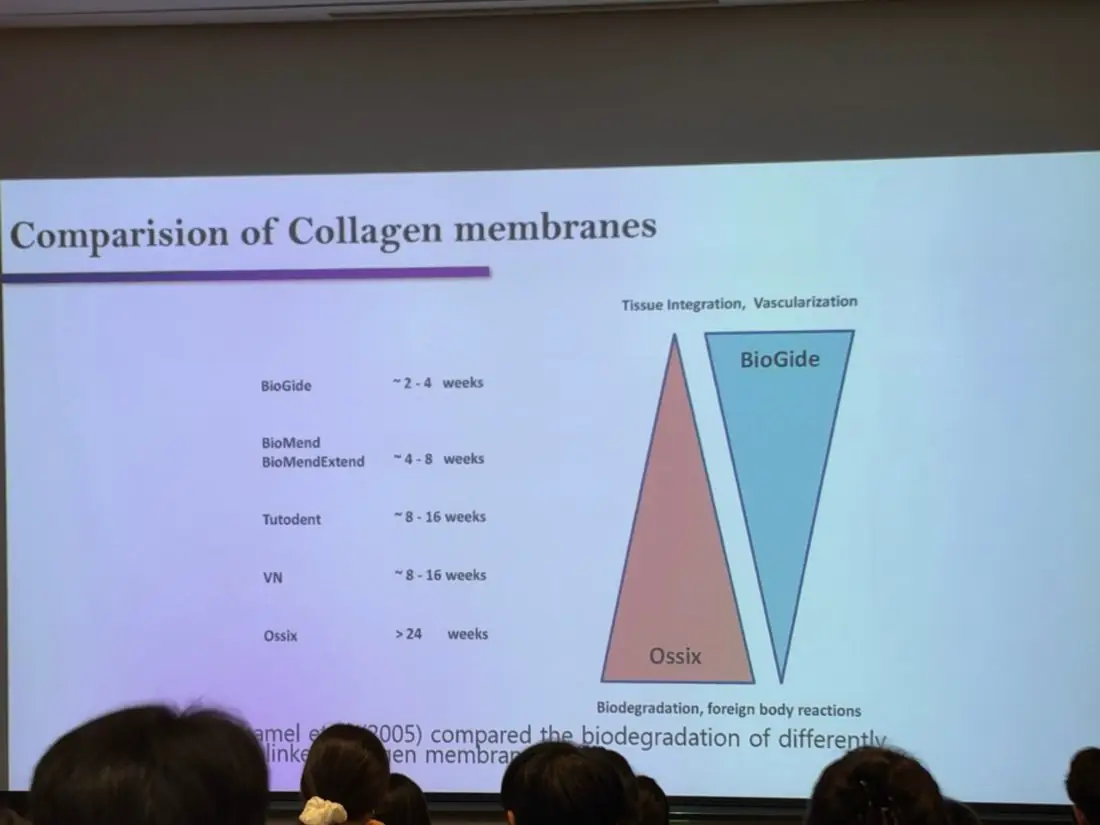 Comparision of Collagen membranes
Tissue Integration, Vascularization
BioGide
BioGide ~ 2 - 4 weeks
BioMend
BioMendExtend ~ 4 - 8 weeks
Tutodent ~ 8 - 16 weeks
VN ~ 8 - 16 weeks
Ossix > 24 weeks
Ossix
Biodegradation, foreign body reactions
2005) compared the biodegradation of differently